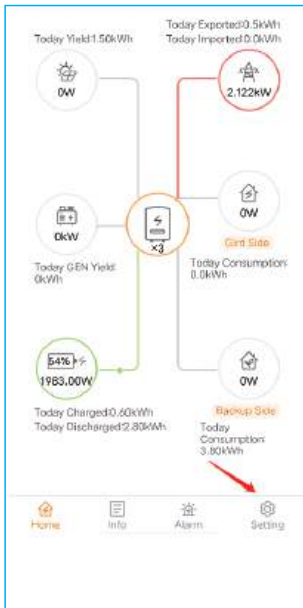 Today Exported:0.5kWh
Today Yield:1.50kWh
Today Imported:0.0kWh
0W
2.122kW
0kW
×3
0W
Gird Side
Today GEN Yield:
0kWh
Today Consumption:
0.0kWh
54%
1983.00W
0W
Today Charged:0.60kWh
Today Discharged:2.80kWh
Backup Side
Today
Consumption:
3.80kWh
Home
Info
Alarm
Setting